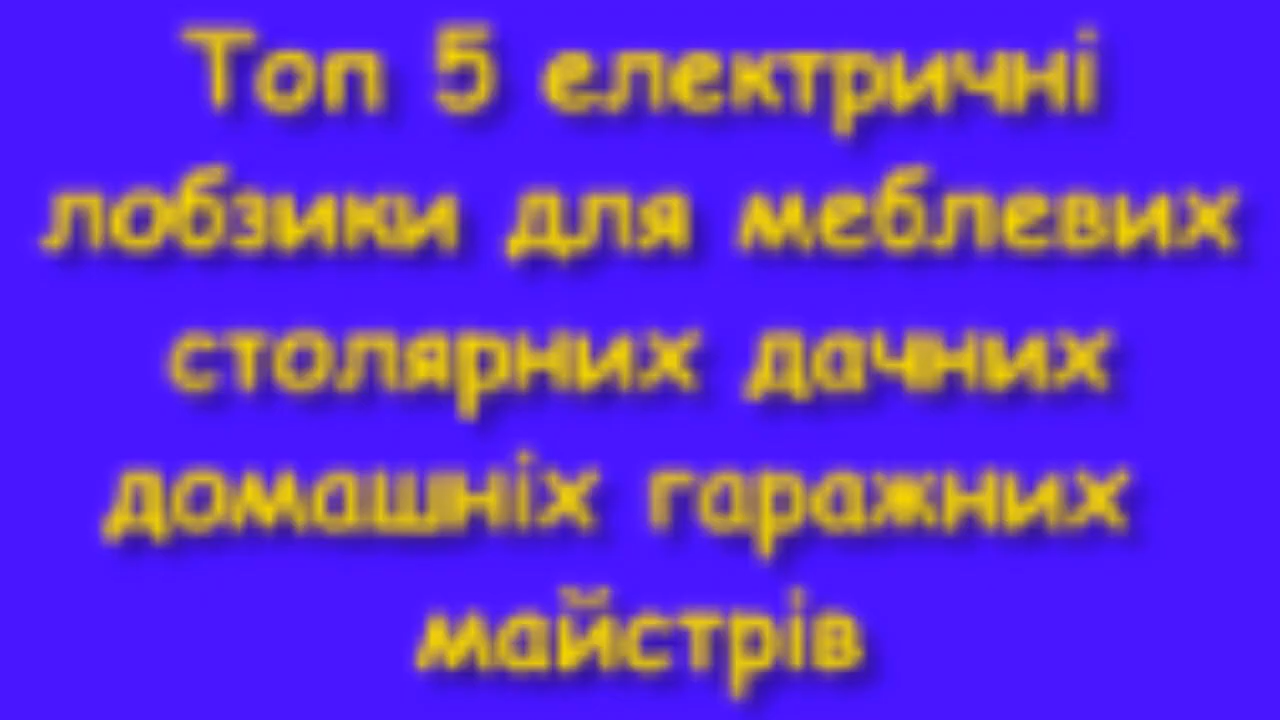 Топ 5 електричні
лобзики для меблевих
столярних дачних
домашніх гаражних
майстрів